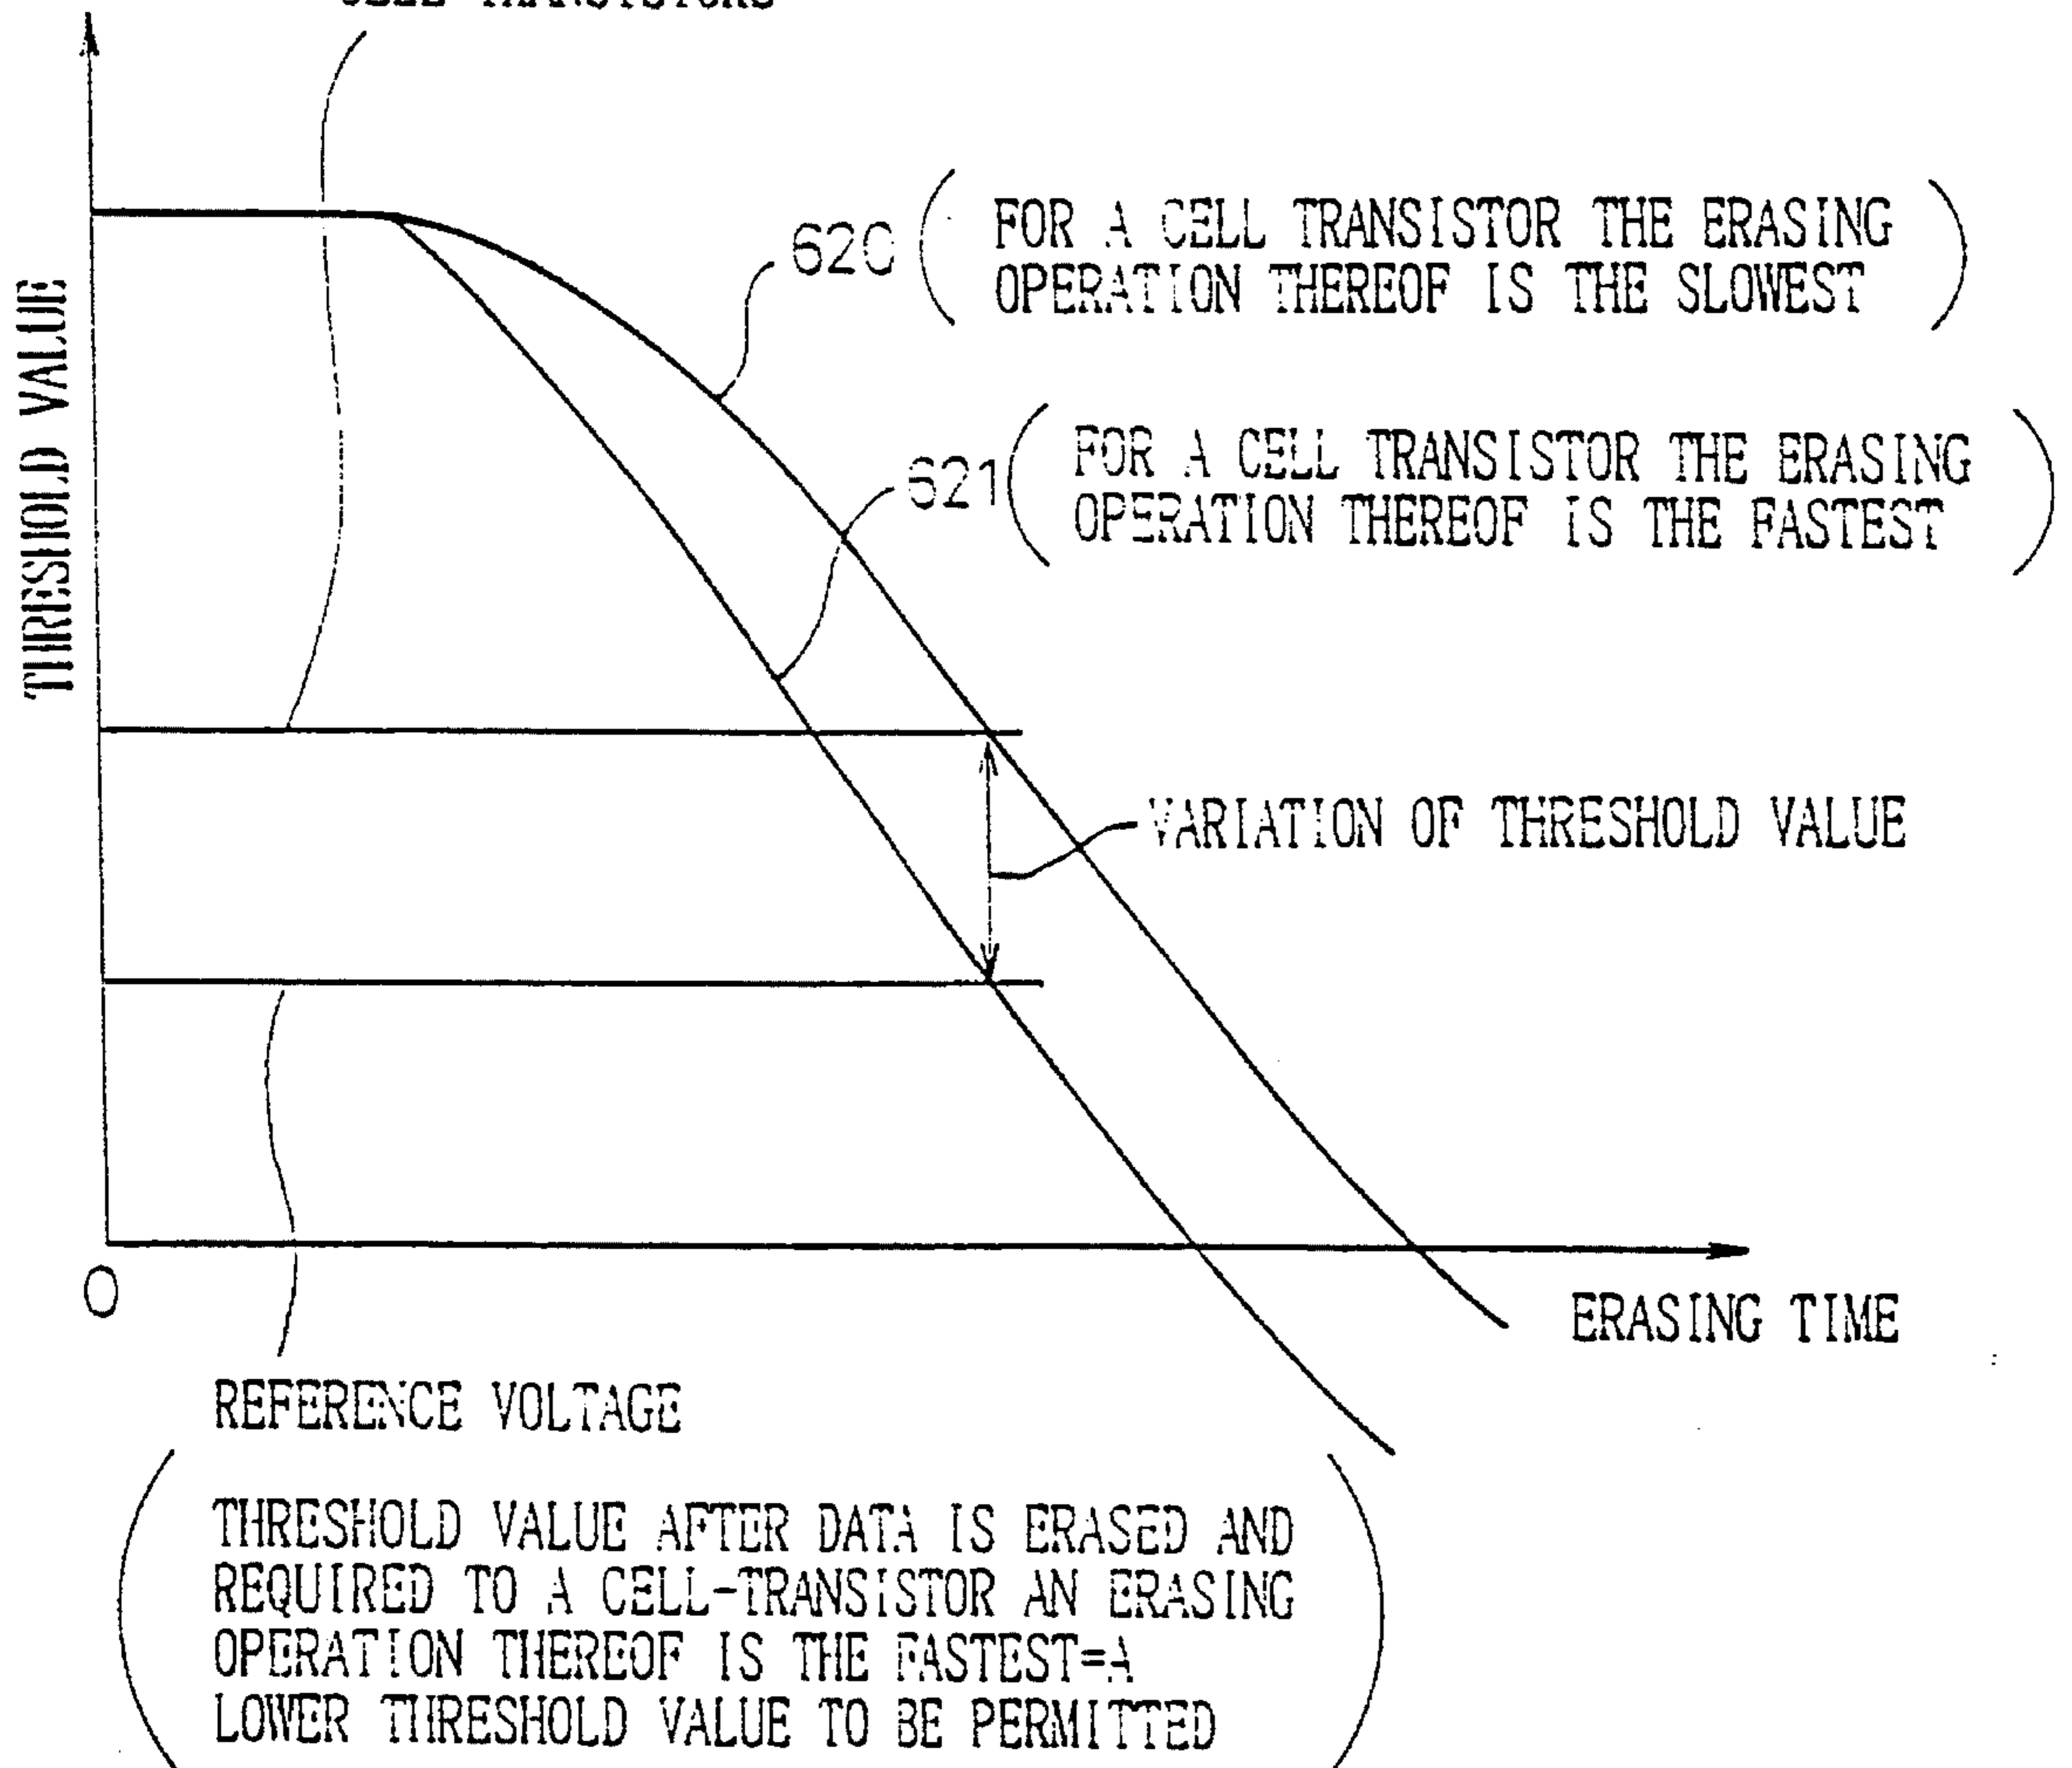 THRESHOLD VALUE
620
FOR A CELL TRANSISTOR THE ERASING
OPERATION THEREOF IS THE SLOWEST
621
FOR A CELL TRANSISTOR THE ERASING
OPERATION THEREOF IS THE FASTEST
VARIATION OF THRESHOLD VALUE
0
ERASING TIME
REFERENCE VOLTAGE
THRESHOLD VALUE AFTER DATA IS ERASED AND
REQUIRED TO A CELL-TRANSISTOR AN ERASING
OPERATION THEREOF IS THE FASTEST=A
LOWER THRESHOLD VALUE TO BE PERMITTED